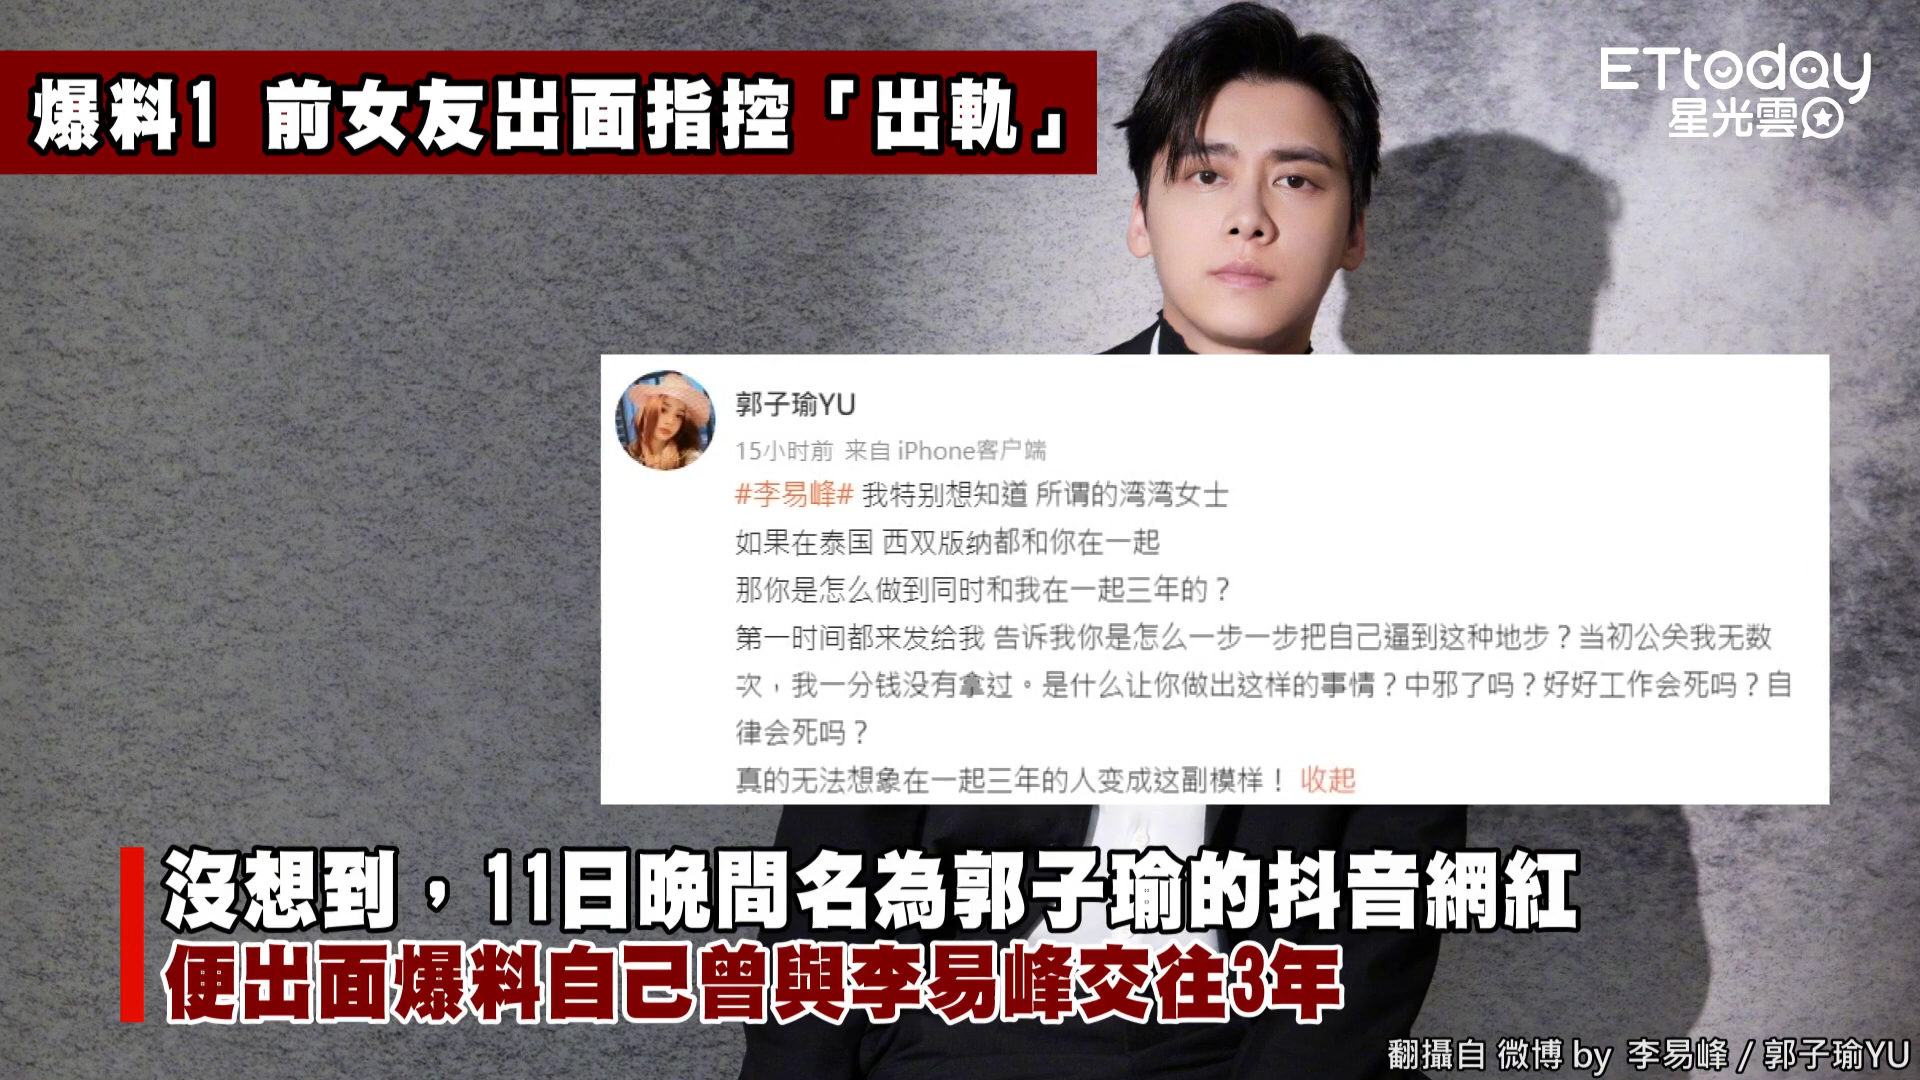 爆料1 前女友出面指控「出軌」
ETtoday
星光雲
郭子瑜YU
15小时前 来自 iPhone客户端
#李易峰# 我特别想知道 所谓的湾湾女士
如果在泰国 西双版纳都和你在一起
那你是怎么做到同时和我在一起三年的？
第一时间都来发给我 告诉我你是怎么一步一步把自己逼到这种地步？当初公关我无数
次，我一分钱没有拿过。是什么让你做出这样的事情？中邪了吗？好好工作会死吗？自
律会死吗？
真的无法想象在一起三年的人变成这副模样！ 收起
沒想到，11日晚間名為郭子瑜的抖音網紅
便出面爆料自己曾與李易峰交往3年
翻攝自 微博 by 李易峰 / 郭子瑜YU